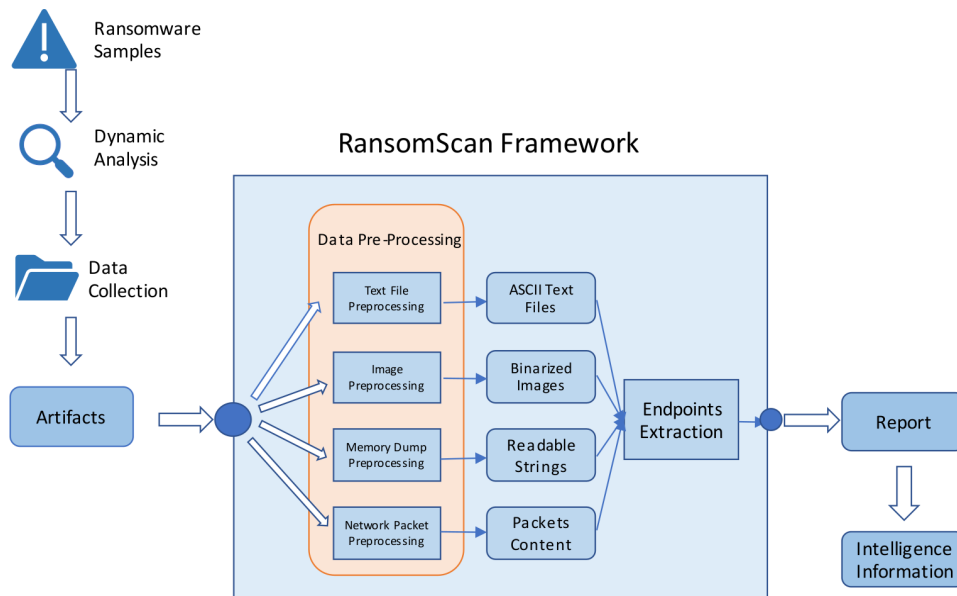 Ransomware
Samples
Dynamic
Analysis
Data
Collection
Artifacts
RansomScan Framework
Data Pre-Processing
Text File
Preprocessing
Image
Preprocessing
Memory Dump
Preprocessing
Network Packet
Preprocessing
ASCII Text
Files
Binarized
Images
Readable
Strings
Packets
Content
Endpoints
Extraction
Report
Intelligence
Information